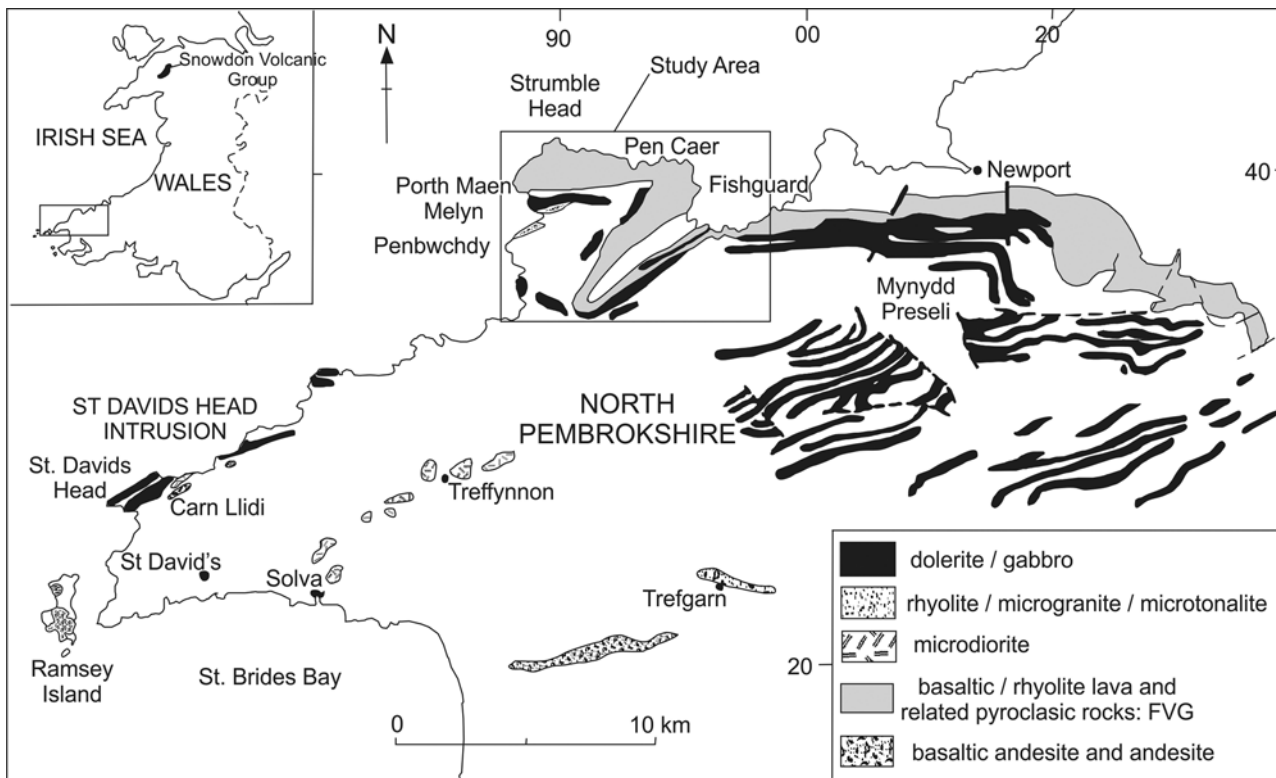 Snowdon Volcanic
Group
IRISH SEA
WALES
N
90
00
20
Study Area
Strumble
Head
Pen Caer
Porth Maen
Melyn
Fishguard
Newport
40
Penbwchdy
Mynydd
Preseli
ST DAVIDS HEAD
INTRUSION
NORTH
PEMBROKSHIRE
St. Davids
Head
Carn Llidi
Treffynnon
St David's
Solva
Trefgarn
Ramsey
Island
St. Brides Bay
20
0
10 km
dolerite / gabbro
rhyolite / microgranite / microtonalite
microdiorite
basaltic / rhyolite lava and
related pyroclasic rocks: FVG
basaltic andesite and andesite